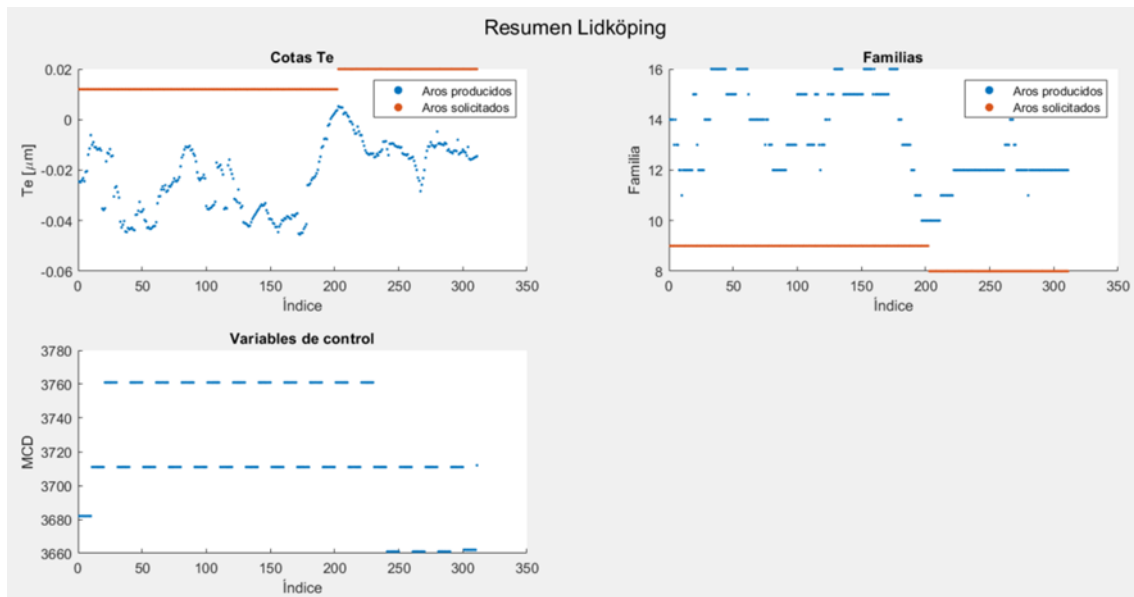 Resumen Lidköping
Cotas Te
0.02
0
-0.02
-0.04
-0.06
Te [μm]
0 50 100 150 200 250 300 350
Índice
Aros producidos
Aros solicitados
Familias
16
14
12
10
8
Familia
0 50 100 150 200 250 300 350
Índice
Aros producidos
Aros solicitados
Variables de control
3780
3760
3740
3720
3700
3680
3660
MCD
0 50 100 150 200 250 300 350
Índice